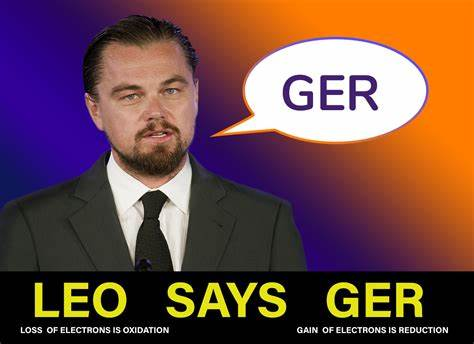 GER
LEO SAYS GER
LOSS OF ELECTRONS IS OXIDATION GAIN OF ELECTRONS IS REDUCTION